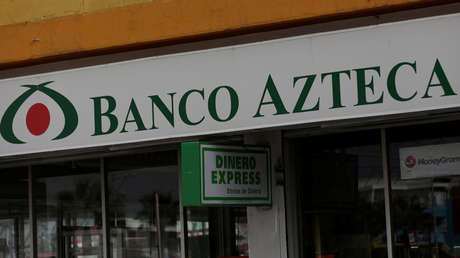 BANCO AZTECA
DINERO
EXPRESS
Envíos de Dinero
MoneyGram